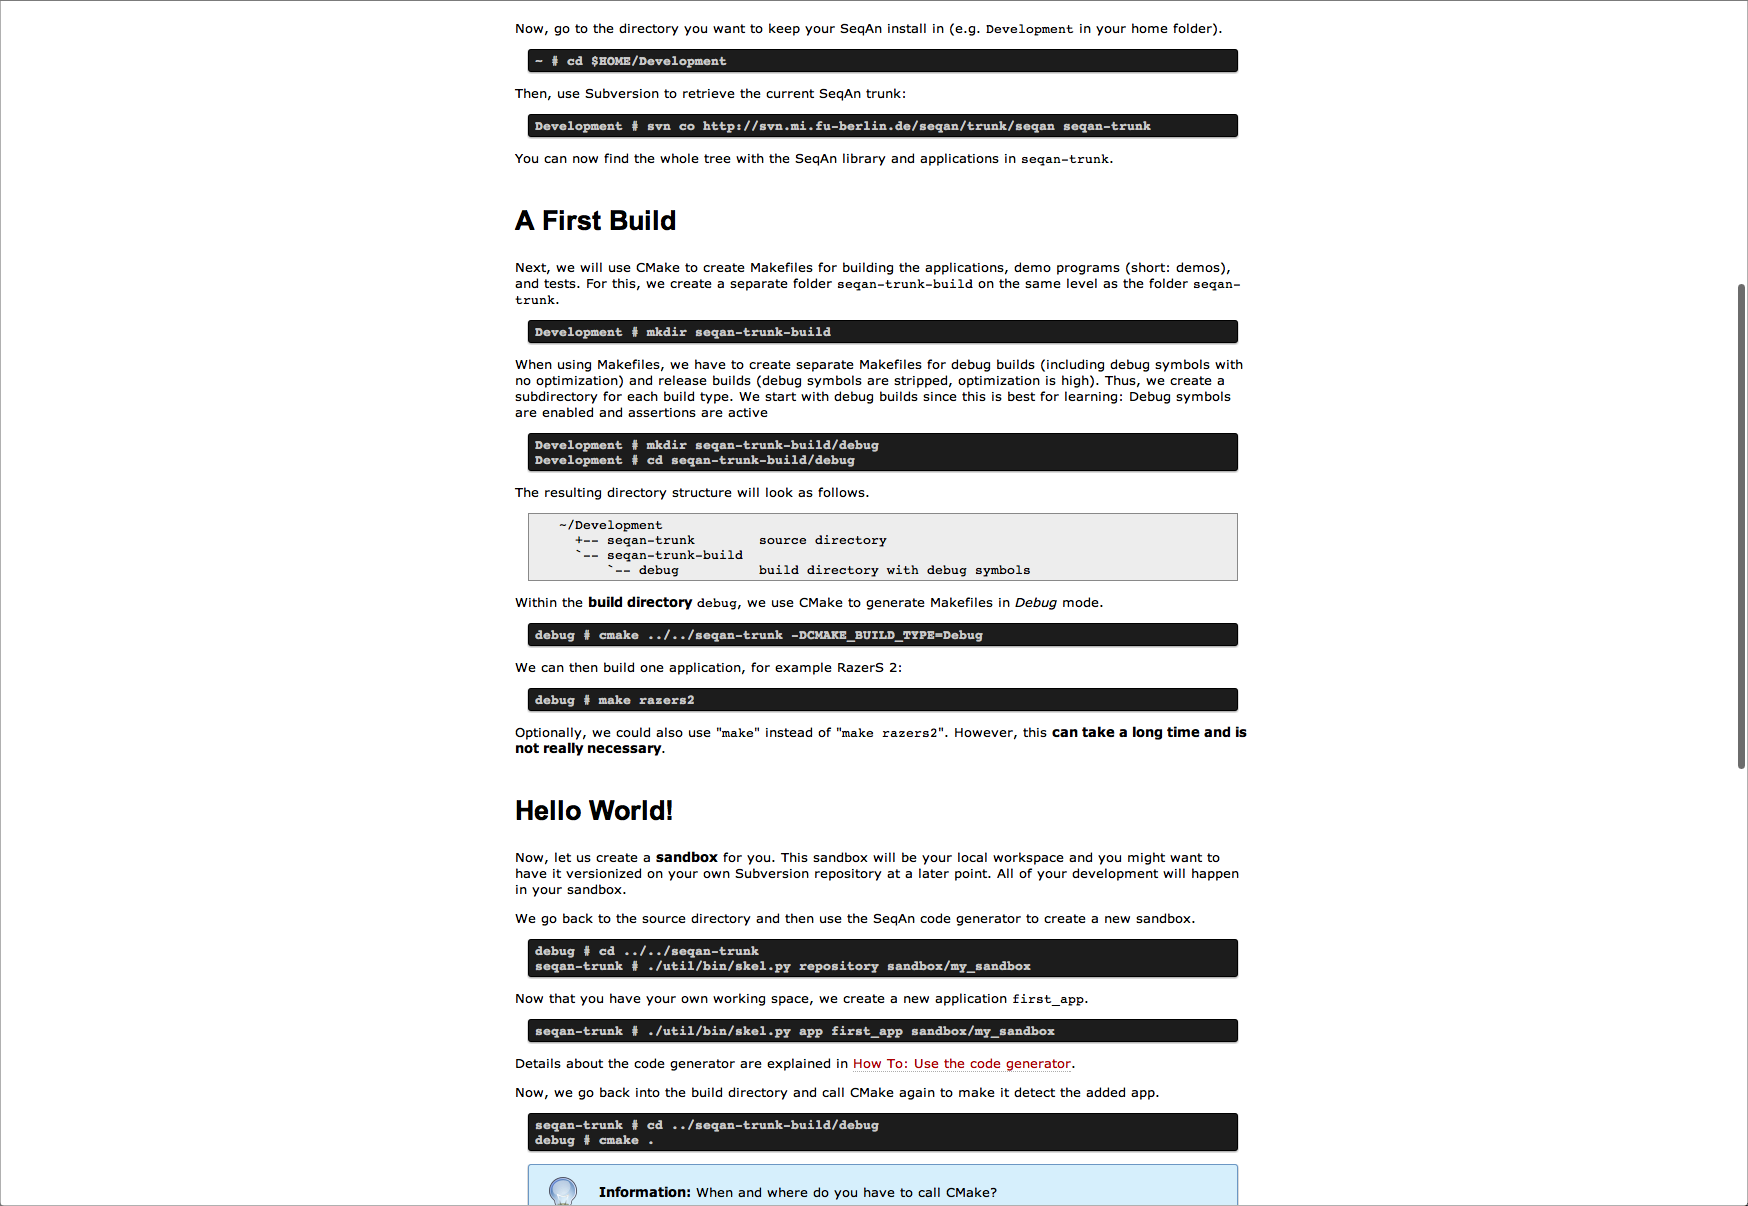 Now, go to the directory you want to keep your SeqAn install in (e.g. Development in your home folder).
~ # cd $HOME/Development
Then, use Subversion to retrieve the current SeqAn trunk:
Development # svn co http://svn.mi.fu-berlin.de/seqan/trunk/seqan seqan-trunk
You can now find the whole tree with the SeqAn library and applications in seqan-trunk.
A First Build
Next, we will use CMake to create Makefiles for building the applications, demo programs (short: demos),
and tests. For this, we create a separate folder seqan-trunk-build on the same level as the folder seqan-
trunk.
Development # mkdir seqan-trunk-build
When using Makefiles, we have to create separate Makefiles for debug builds (including debug symbols with
no optimization) and release builds (debug symbols are stripped, optimization is high). Thus, we create a
subdirectory for each build type. We start with debug builds since this is best for learning: Debug symbols
are enabled and assertions are active
Development # mkdir seqan-trunk-build/debug
Development # cd seqan-trunk-build/debug
The resulting directory structure will look as follows.
~/Development
+-- seqan-trunk        source directory
`-- seqan-trunk-build
`-- debug          build directory with debug symbols
Within the build directory debug, we use CMake to generate Makefiles in Debug mode.
debug # cmake ../../seqan-trunk -DCMAKE_BUILD_TYPE=Debug
We can then build one application, for example RazerS 2:
debug # make razers2
Optionally, we could also use "make" instead of "make razers2". However, this can take a long time and is
not really necessary.
Hello World!
Now, let us create a sandbox for you. This sandbox will be your local workspace and you might want to
have it versionized on your own Subversion repository at a later point. All of your development will happen
in your sandbox.
We go back to the source directory and then use the SeqAn code generator to create a new sandbox.
debug # cd ../../seqan-trunk
seqan-trunk # ./util/bin/skel.py repository sandbox/my_sandbox
Now that you have your own working space, we create a new application first_app.
seqan-trunk # ./util/bin/skel.py app first_app sandbox/my_sandbox
Details about the code generator are explained in How To: Use the code generator.
Now, we go back into the build directory and call CMake again to make it detect the added app.
seqan-trunk # cd ../seqan-trunk-build/debug
debug # cmake .
Information: When and where do you have to call CMake?